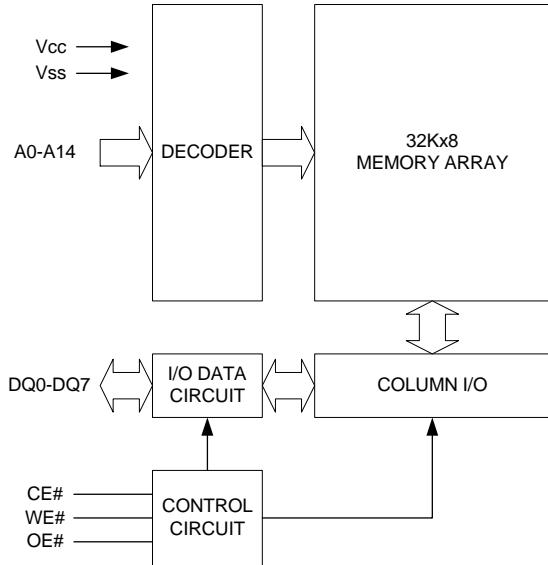 Vcc
Vss
A0-A14
DECODER
32Kx8
MEMORY ARRAY
DQ0-DQ7
I/O DATA
CIRCUIT
COLUMN I/O
CE#
WE#
OE#
CONTROL
CIRCUIT